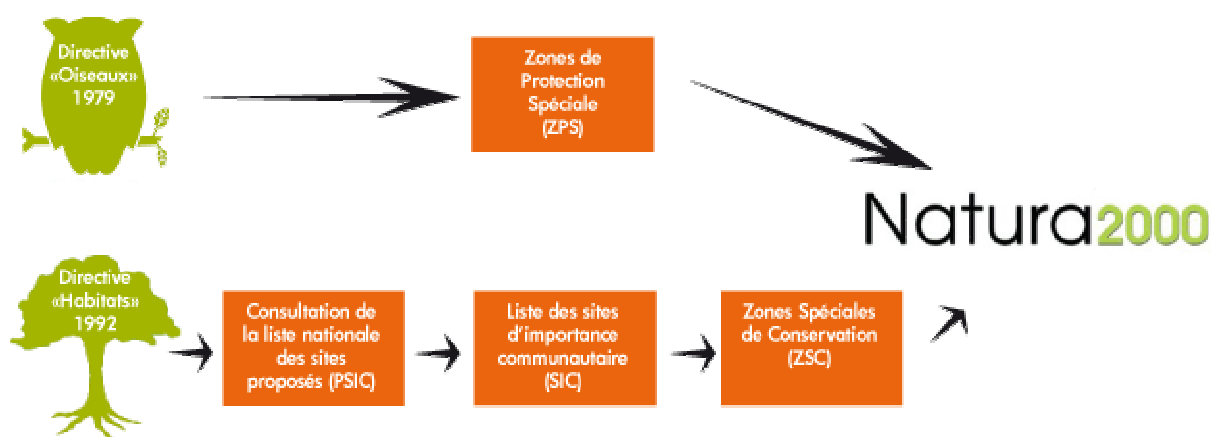 Directive
«Oiseaux»
1979
Zones de
Protection
Spéciale
(ZPS)
Natura2000
Directive
«Habitats»
1992
Consultation de
la liste nationale
des sites
proposés (PSIC)
Liste des sites
d'importance
communautaire
(SIC)
Zones Spéciales
de Conservation
(ZSC)